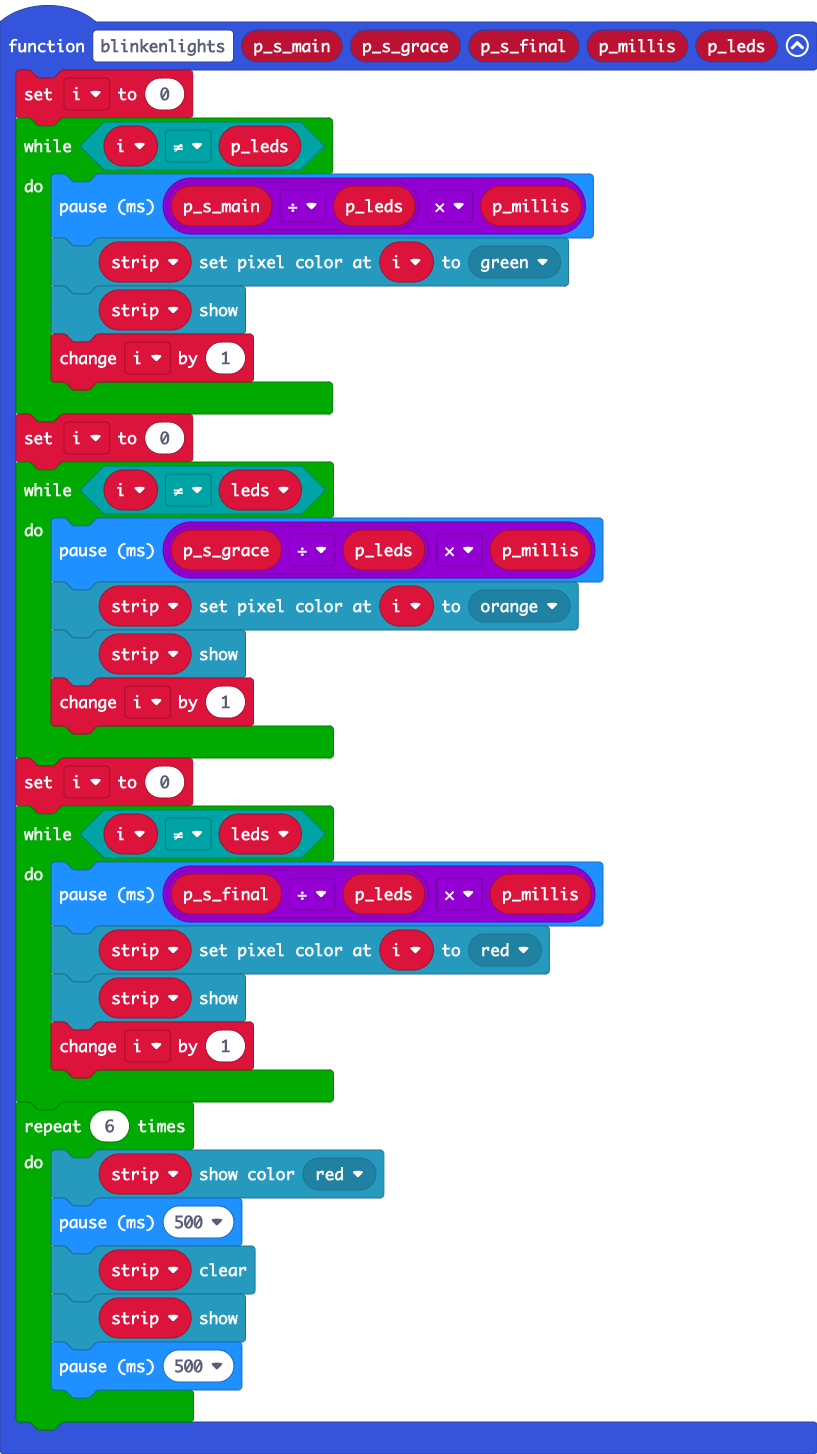 function blinkenlights p_s_main p_s_grace p_s_final p_millis p_leds
set i to 0
while i ≠ p_leds
do
pause (ms) p_s_main ÷ p_leds × p_millis
strip set pixel color at i to green
strip show
change i by 1
set i to 0
while i ≠ leds
do
pause (ms) p_s_grace ÷ p_leds × p_millis
strip set pixel color at i to orange
strip show
change i by 1
set i to 0
while i ≠ leds
do
pause (ms) p_s_final ÷ p_leds × p_millis
strip set pixel color at i to red
strip show
change i by 1
repeat 6 times
do
strip show color red
pause (ms) 500
strip clear
strip show
pause (ms) 500